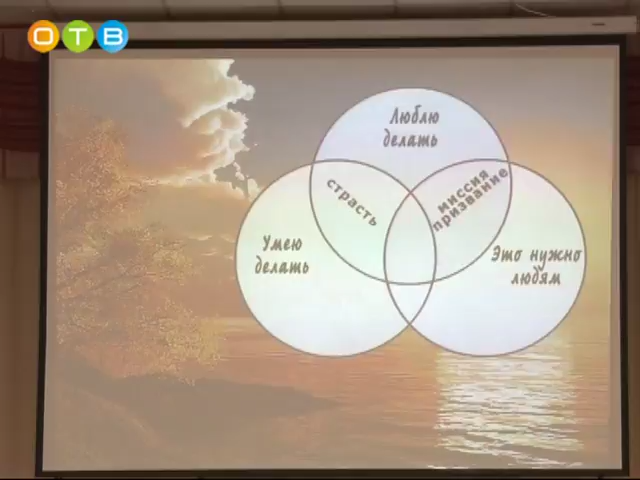 ОТВ
Люблю
делать
страсть
миссия
призвание
Умею
делать
Это нужно
людям